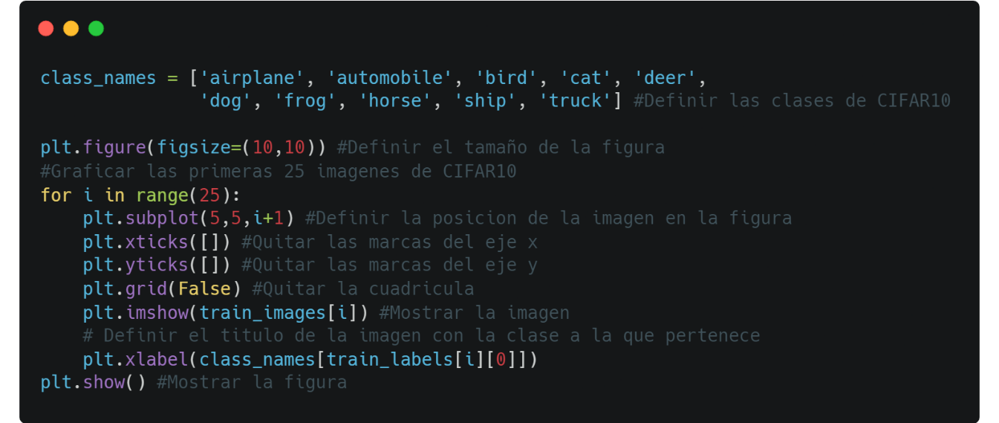 class_names = ['airplane', 'automobile', 'bird', 'cat', 'deer',
               'dog', 'frog', 'horse', 'ship', 'truck'] #Definir las clases de CIFAR10
plt.figure(figsize=(10,10)) #Definir el tamaño de la figura
#Graficar las primeras 25 imagenes de CIFAR10
for i in range(25):
    plt.subplot(5,5,i+1) #Definir la posicion de la imagen en la figura
    plt.xticks([]) #Quitar las marcas del eje x
    plt.yticks([]) #Quitar las marcas del eje y
    plt.grid(False) #Quitar la cuadricula
    plt.imshow(train_images[i]) #Mostrar la imagen
    # Definir el titulo de la imagen con la clase a la que pertenece
    plt.xlabel(class_names[train_labels[i][0]])
plt.show() #Mostrar la figura